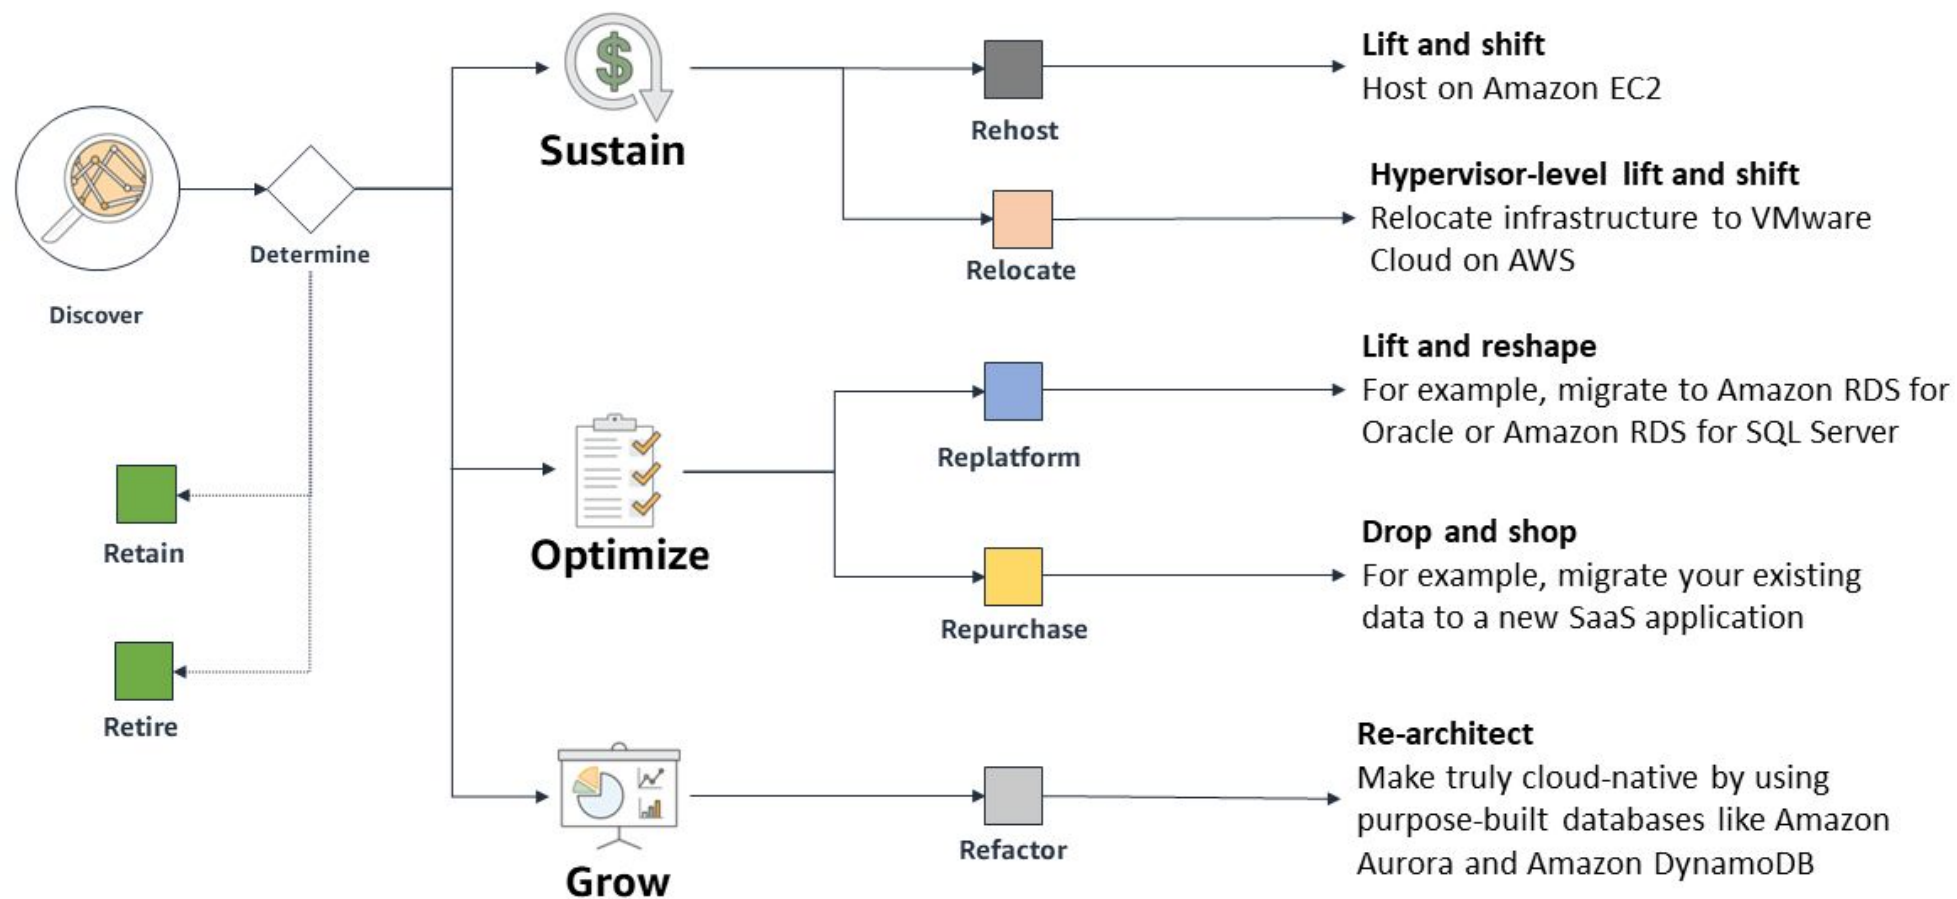 Discover
Determine
Retain
Retire
Sustain
Optimize
Grow
Rehost
Relocate
Replatform
Repurchase
Refactor
Lift and shift
Host on Amazon EC2
Hypervisor-level lift and shift
Relocate infrastructure to VMware
Cloud on AWS
Lift and reshape
For example, migrate to Amazon RDS for
Oracle or Amazon RDS for SQL Server
Drop and shop
For example, migrate your existing
data to a new SaaS application
Re-architect
Make truly cloud-native by using
purpose-built databases like Amazon
Aurora and Amazon DynamoDB